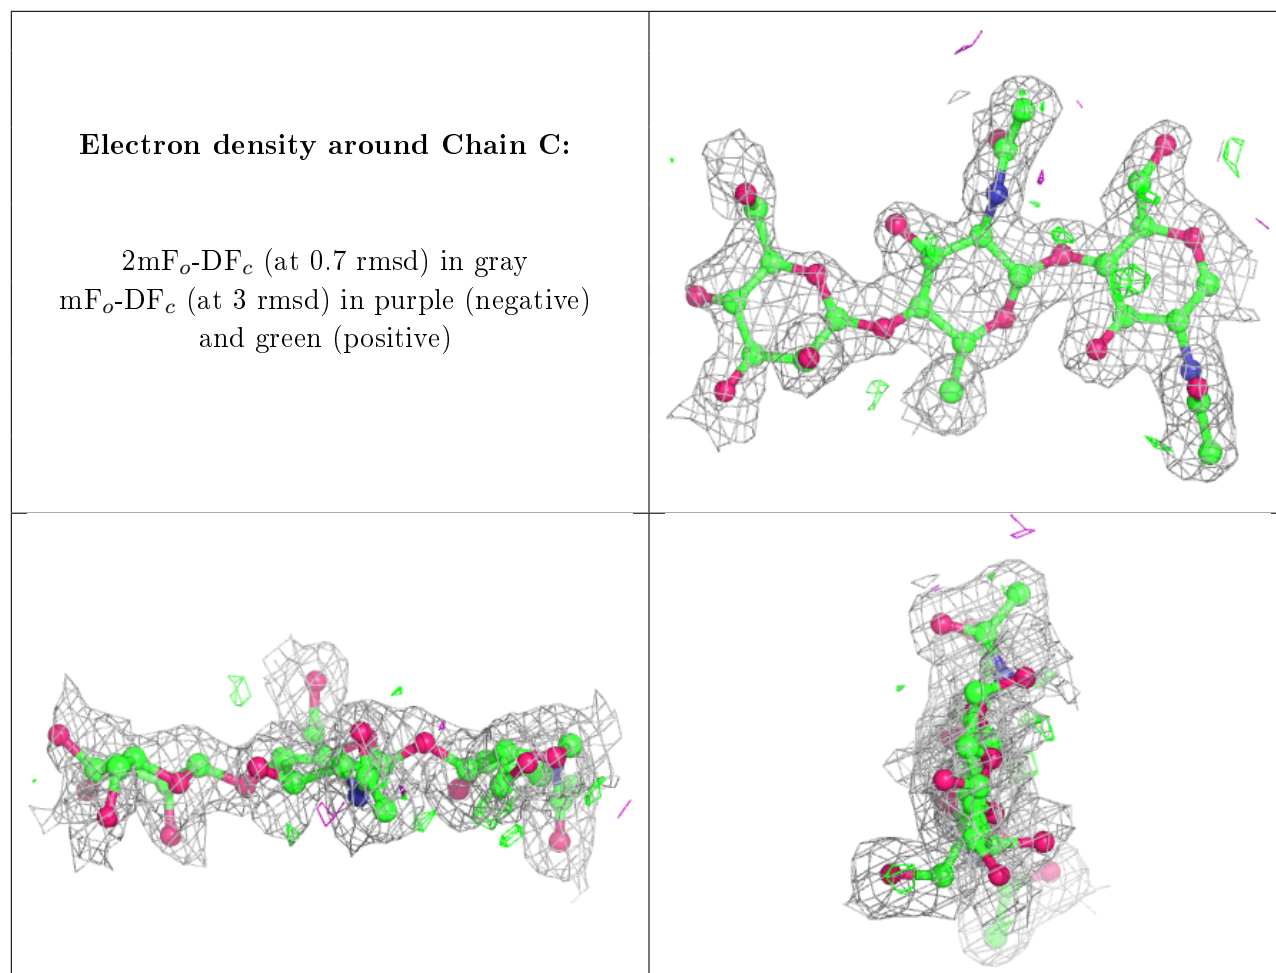 Electron density around Chain C:
2mFₒ-DF𝒸 (at 0.7 rmsd) in gray
mFₒ-DF𝒸 (at 3 rmsd) in purple (negative)
and green (positive)